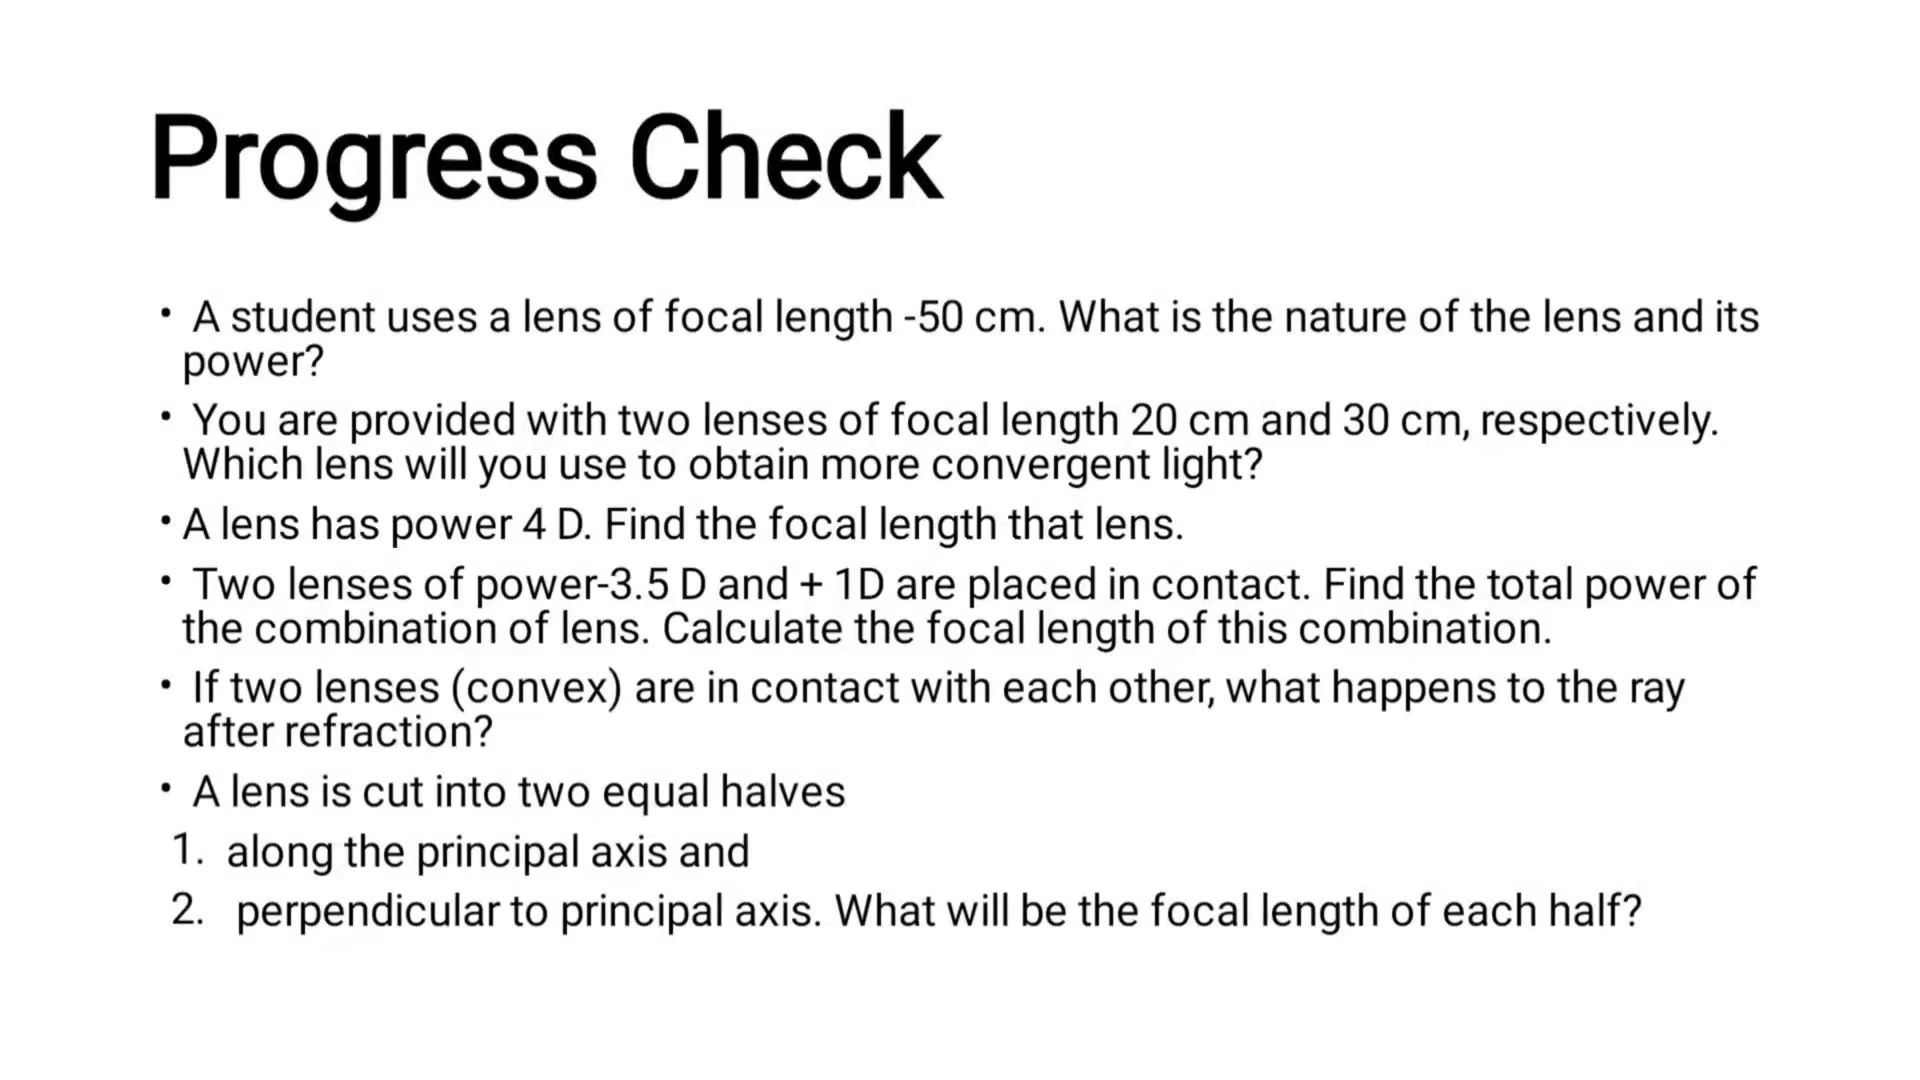 Progress Check
• A student uses a lens of focal length -50 cm. What is the nature of the lens and its
power?
• You are provided with two lenses of focal length 20 cm and 30 cm, respectively.
Which lens will you use to obtain more convergent light?
• A lens has power 4 D. Find the focal length that lens.
• Two lenses of power-3.5 D and + 1D are placed in contact. Find the total power of
the combination of lens. Calculate the focal length of this combination.
• If two lenses (convex) are in contact with each other, what happens to the ray
after refraction?
• A lens is cut into two equal halves
1. along the principal axis and
2. perpendicular to principal axis. What will be the focal length of each half?